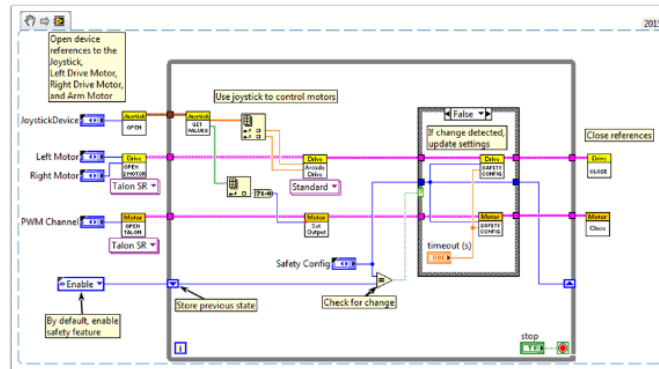 2015
Open device
references to the
Joystick,
Left Drive Motor,
Right Drive Motor,
and Arm Motor
Use joystick to control motors
False
JoystickDevice
Joystick
OPEN
Joystick
GET
VALUES
If change detected,
update settings
Close references
Left Motor
Right Motor
Drive
OPEN
2 MOTOR
Talon SR
Drive
Arcade
Drive
Standard
Drive
SAFETY
CONFIG
Drive
CLOSE
PWM Channel
Motor
OPEN
TALON
Talon SR
Motor
Set
Output
Motor
SAFETY
CONFIG
Motor
Close
timeout (s)
DBL
Safety Config
Enable
Store previous state
Check for change
By default, enable
safety feature
i
stop
TF